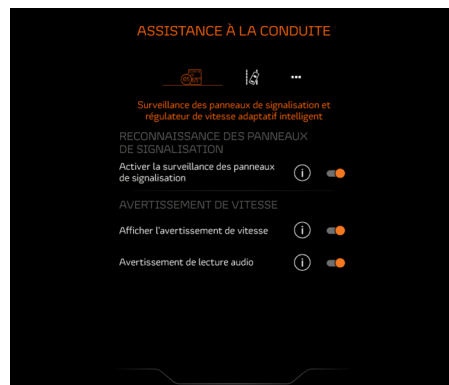 ASSISTANCE À LA CONDUITE
Surveillance des panneaux de signalisation et
régulateur de vitesse adaptatif intelligent
RECONNAISSANCE DES PANNEAUX
DE SIGNALISATION
Activer la surveillance des panneaux
de signalisation
AVERTISSEMENT DE VITESSE
Afficher l'avertissement de vitesse
Avertissement de lecture audio